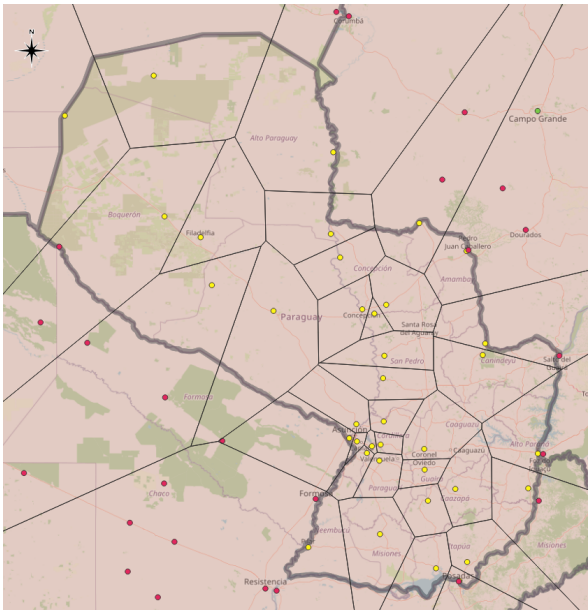 N
Corumbá
Campo Grande
Alto Paraguay
Boquerón
Filadelfia
Dourados
Pedro
Juan Caballero
Concepción
Amambay
Paraguay
Concepción
Santa Rosa
del Aguaray
San Pedro
Canindeyú
Salto del
Guairá
Formosa
Caaguazú
Asunción
Cordillera
Alto Paraná
Coronel
Oviedo
Caaguazú
Guairá
Chaco
Formosa
Caazapá
Ñeembucú
Misiones
Itapúa
Misiones
Resistencia
Posadas